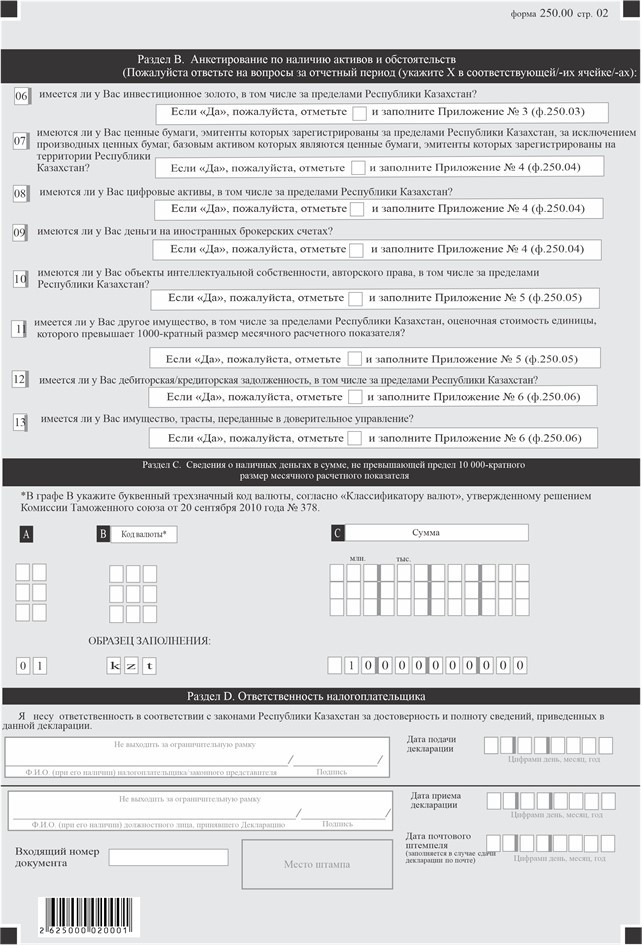 форма 250.00 стр. 02
Раздел B. Анкетирование по наличию активов и обстоятельств
(Пожалуйста ответьте на вопросы за отчетный период (укажите X в соответствующей/-их ячейке/-ах):
06 имеется ли у Вас инвестиционное золото, в том числе за пределами Республики Казахстан?
Если «Да», пожалуйста, отметьте и заполните Приложение № 3 (ф.250.03)
07 имеются ли у Вас ценные бумаги, эмитенты которых зарегистрированы за пределами Республики Казахстан, за исключением
производных ценных бумаг, базовым активом которых являются ценные бумаги, эмитенты которых зарегистрированы на
территории Республики
Казахстан?
Если «Да», пожалуйста, отметьте и заполните Приложение № 4 (ф.250.04)
08 имеются ли у Вас цифровые активы, в том числе за пределами Республики Казахстан?
Если «Да», пожалуйста, отметьте и заполните Приложение № 4 (ф.250.04)
09 имеются ли у Вас деньги на иностранных брокерских счетах?
Если «Да», пожалуйста, отметьте и заполните Приложение № 4 (ф.250.04)
10 имеются ли у Вас объекты интеллектуальной собственности, авторского права, в том числе за пределами
Республики Казахстан?
Если «Да», пожалуйста, отметьте и заполните Приложение № 5 (ф.250.05)
11 имеется ли у Вас другое имущество, в том числе за пределами Республики Казахстан, оценочная стоимость единицы,
которого превышает 1000-кратный размер месячного расчетного показателя?
Если «Да», пожалуйста, отметьте и заполните Приложение № 5 (ф.250.05)
12 имеется ли у Вас дебиторская/кредиторская задолженность, в том числе за пределами Республики Казахстан?
Если «Да», пожалуйста, отметьте и заполните Приложение № 6 (ф.250.06)
13 имеется ли у Вас имущество, трасты, переданные в доверительное управление?
Если «Да», пожалуйста, отметьте и заполните Приложение № 6 (ф.250.06)
Раздел C. Сведения о наличных деньгах в сумме, не превышающей предел 10 000-кратного
размер месячного расчетного показателя
*В графе B укажите буквенный трехзначный код валюты, согласно «Классификатору валют», утвержденному решением
Комиссии Таможенного союза от 20 сентября 2010 года № 378.
A B Код валюты* C Сумма
млн. тыс.
ОБРАЗЕЦ ЗАПОЛНЕНИЯ:
0 1 k z t 1 0 0 0 0 0 0 0 0 0 0
Раздел D. Ответственность налогоплательщика
Я несу ответственность в соответствии с законами Республики Казахстан за достоверность и полноту сведений, приведенных в
данной декларации.
Не выходить за ограничительную рамку
/ /
Ф.И.О. (при его наличии) налогоплательщика/законного представителя Подпись
Дата подачи
декларации
Цифрами день, месяц, год
Не выходить за ограничительную рамку
/ /
Ф.И.О. (при его наличии) должностного лица, принявшего Декларацию Подпись
Дата приема
декларации
Цифрами день, месяц, год
Входящий номер
документа
Место штампа
Дата почтового
штемпеля
(заполняется в случае сдачи
декларации по почте)
Цифрами день, месяц, год
2 625000 020001